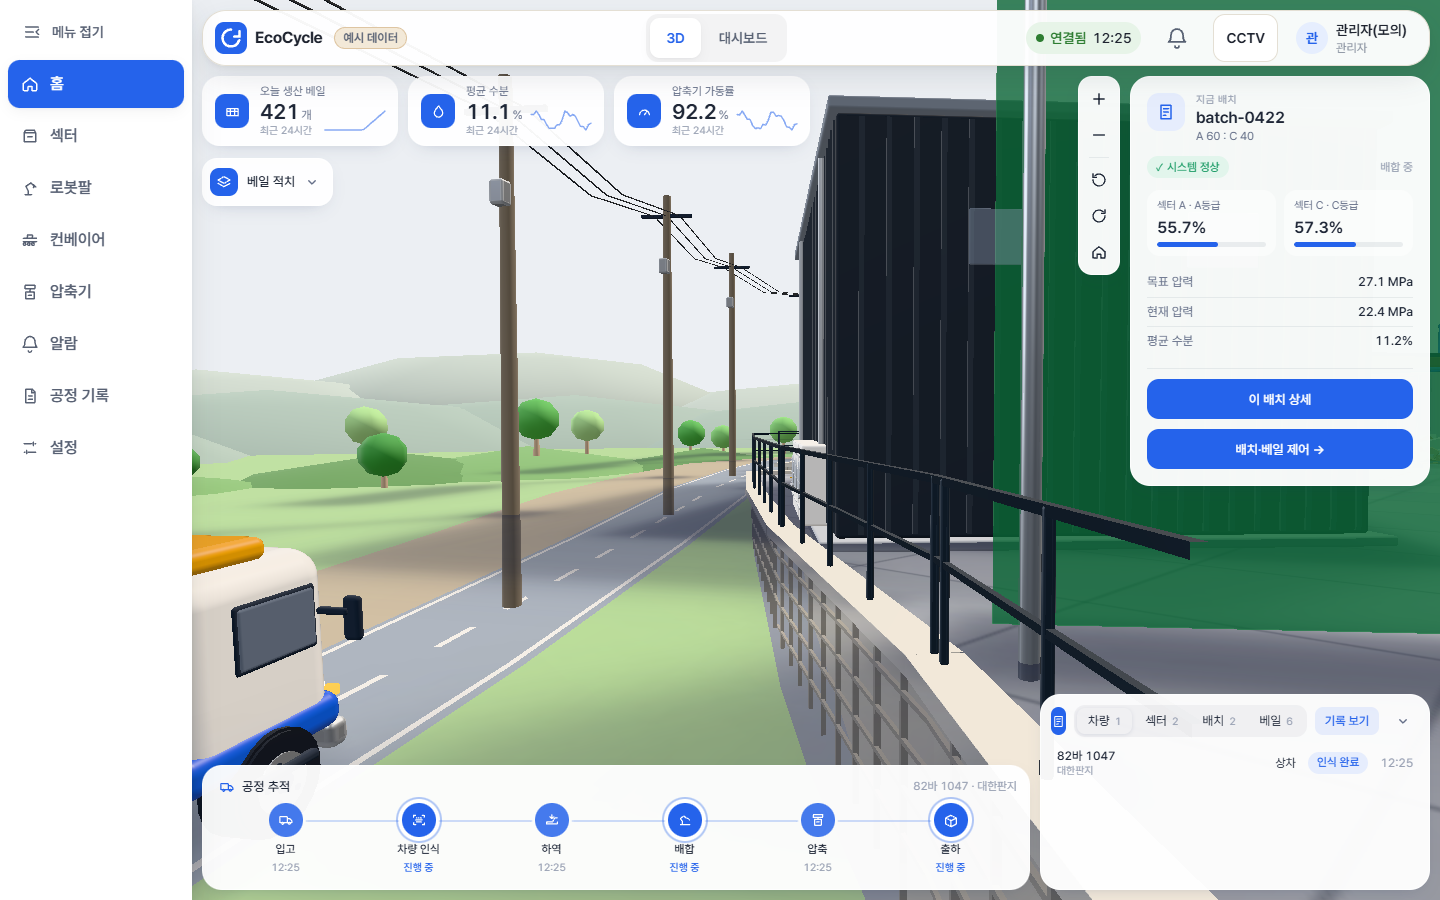 메뉴 접기
홈
섹터
로봇팔
컨베이어
압축기
알람
공정 기록
설정
EcoCycle
예시 데이터
3D
대시보드
연결됨 12:25
CCTV
관
관리자(모의)
관리자
오늘 생산 베일
421 개
최근 24시간
평균 수분
11.1 %
최근 24시간
압축기 가동률
92.2 %
최근 24시간
베일 적치
지금 배치
batch-0422
A 60 : C 40
✓ 시스템 정상
배합 중
섹터 A · A등급
55.7%
섹터 C · C등급
57.3%
목표 압력 27.1 MPa
현재 압력 22.4 MPa
평균 수분 11.2%
이 배치 상세
배치·베일 제어 →
차량 1 섹터 2 배치 2 베일 6 기록 보기
82바 1047
대한판지
상차 인식 완료 12:25
공정 추적
82바 1047 · 대한판지
입고
12:25
차량 인식
진행 중
하역
12:25
배합
진행 중
압축
12:25
출하
진행 중